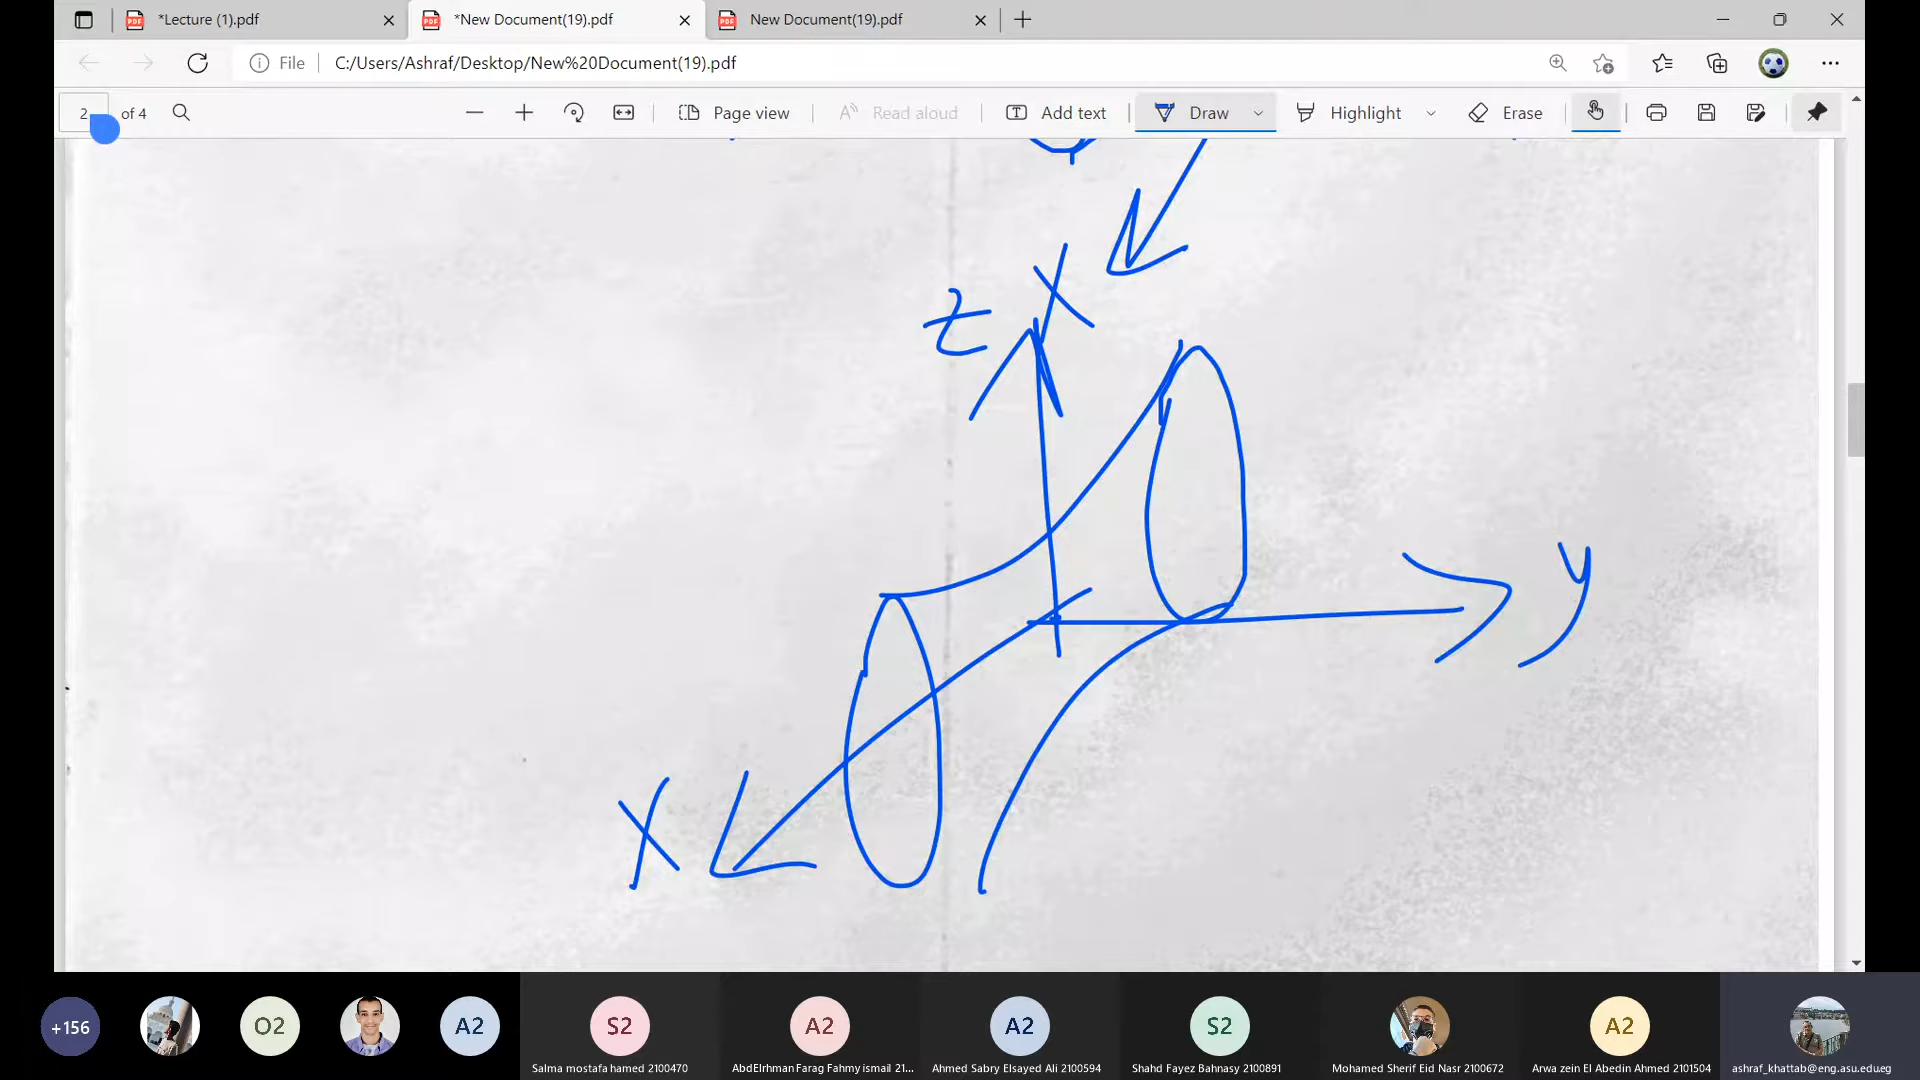 *Lecture (1).pdf
*New Document(19).pdf
New Document(19).pdf
File
C:/Users/Ashraf/Desktop/New%20Document(19).pdf
2 of 4
Page view
Read aloud
Add text
Draw
Highlight
Erase
X
z
y
X
+156
O2
A2
S2
A2
A2
S2
A2
Salma mostafa hamed 2100470
AbdElrhman Farag Fahmy ismail 21...
Ahmed Sabry Elsayed Ali 2100594
Shahd Fayez Bahnasy 2100891
Mohamed Sherif Eid Nasr 2100672
Arwa zein El Abedin Ahmed 2101504
ashraf_khattab@eng.asu.edu.eg